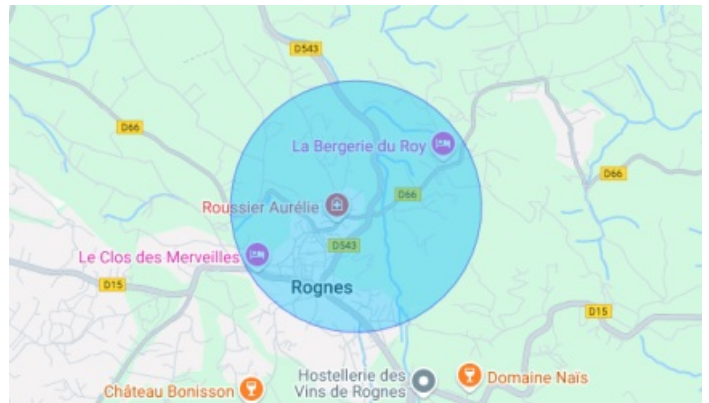 D543
D66
La Bergerie du Roy
D66
Roussier Aurélie
D543
Le Clos des Merveilles
D15
Rognes
D15
Hostellerie des
Vins de Rognes
Domaine Naïs
Château Bonisson